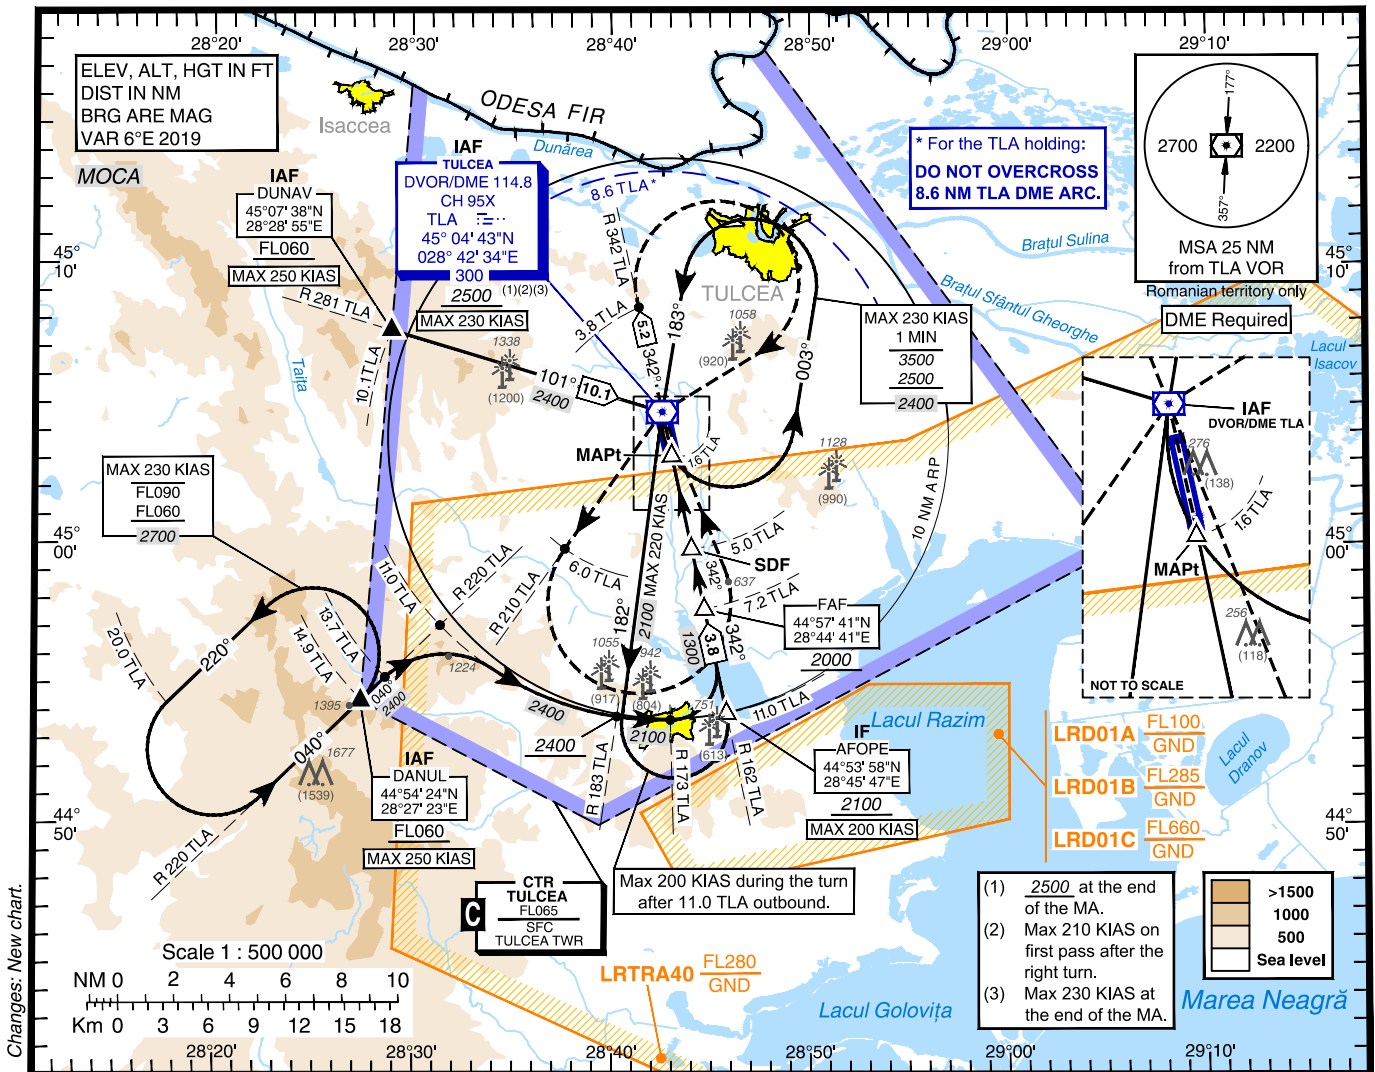 28°20'
28°30'
28°40'
28°50'
29°00'
29°10'
ELEV, ALT, HGT IN FT
DIST IN NM
BRG ARE MAG
VAR 6°E 2019
MOCA
Isaccea
ODESA FIR
Dunărea
IAF
DUNAV
45°07' 38"N
28°28' 55"E
FL060
MAX 250 KIAS
R 281 TLA
10.1TLA
IAF
TULCEA
DVOR/DME 114.8
CH 95X
TLA
45° 04' 43"N
028° 42' 34"E
300
2500
(1)(2)(3)
MAX 230 KIAS
8.6 TLA*
R 342 TLA
3.8 TLA
5.2
342°
183°
003°
TULCEA
1058
(920)
1338
(1200)
101°
10.1
2400
* For the TLA holding:
DO NOT OVERCROSS
8.6 NM TLA DME ARC.
Brațul Sulina
Brațul Sfântul Gheorghe
177°
2700
2200
357°
MSA 25 NM
from TLA VOR
Romanian territory only
DME Required
Lacul
Isacov
45°
10'
45°
10'
Taița
MAX 230 KIAS
1 MIN
3500
2500
2400
MAPt
1.6 TLA
1128
(990)
10 NM ARP
IAF
DVOR/DME TLA
276
(138)
1.6 TLA
MAPt
256
(118)
NOT TO SCALE
MAX 230 KIAS
FL090
FL060
2700
45°
00'
45°
00'
11.0 TLA
R 220 TLA
R 210 TLA
6.0 TLA
2100 MAX 220 KIAS
182°
5.0 TLA
SDF
637
342°
7.2 TLA
1300
3.8
342°
FAF
44°57' 41"N
28°44' 41"E
2000
20.0 TLA
220°
13.7 TLA
14.9 TLA
1395
040°
2400
1224
1055
(917)
942
(804)
751
(613)
2400
2400
2100
11.0 TLA
040°
1677
(1539)
R 220 TLA
IAF
DANUL
44°54' 24"N
28°27' 23"E
FL060
MAX 250 KIAS
R 183 TLA
R 173 TLA
R 162 TLA
IF
AFOPE
44°53' 58"N
28°45' 47"E
2100
MAX 200 KIAS
Lacul Razim
LRD01A FL100
GND
LRD01B FL285
GND
LRD01C FL660
GND
Lacul
Dranov
44°
50'
44°
50'
C
CTR
TULCEA
FL065
SFC
TULCEA TWR
Max 200 KIAS during the turn
after 11.0 TLA outbound.
(1) 2500 at the end
of the MA.
(2) Max 210 KIAS on
first pass after the
right turn.
(3) Max 230 KIAS at
the end of the MA.
>1500
1000
500
Sea level
Changes: New chart.
Scale 1 : 500 000
NM 0 2 4 6 8 10
Km 0 3 6 9 12 15 18
LRTRA40 FL280
GND
Lacul Golovița
Marea Neagră
28°20'
28°30'
28°40'
28°50'
29°00'
29°10'